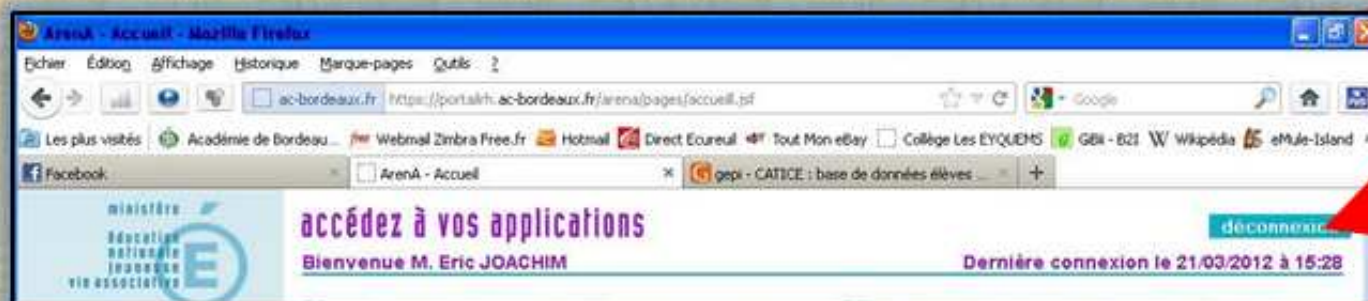 ArenA - Accueil - Mozilla Firefox
Fichier Édition Affichage Historique Marque-pages Outils ?
ac-bordeaux.fr https://portalrh.ac-bordeaux.fr/arena/pages/accueil.jsf Google
Les plus visités Académie de Bordeau... free Webmail Zimbra Free.fr Hotmail Direct Ecureuil Tout Mon eBay Collège Les EYQUEMS GIBii - B2I W Wikipédia eMule-Island
Facebook ArenA - Accueil gepi - CATICE : base de données élèves ... +
ministère
éducation
nationale
jeunesse
vie associative
accédez à vos applications
déconnexion
Bienvenue M. Eric JOACHIM Dernière connexion le 21/03/2012 à 15:28